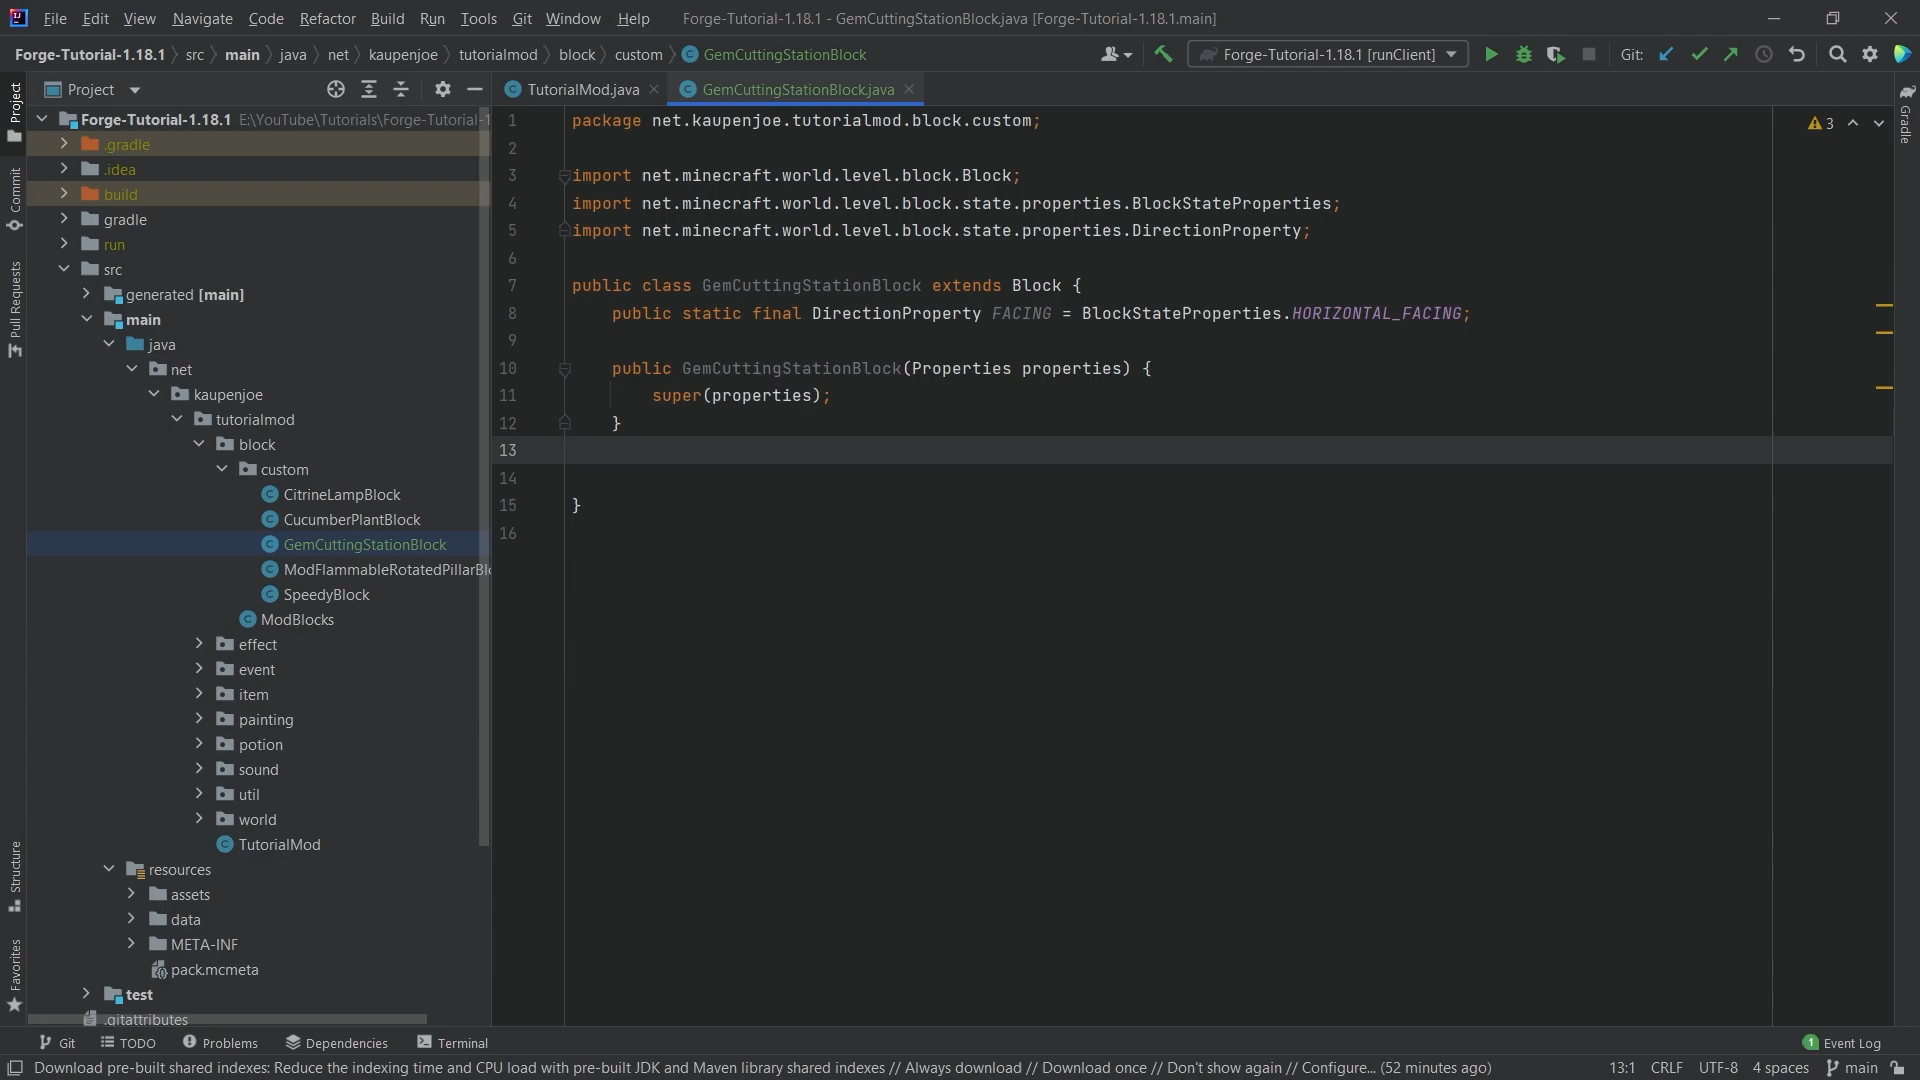 File Edit View Navigate Code Refactor Build Run Tools Git Window Help Forge-Tutorial-1.18.1 - GemCuttingStationBlock.java [Forge-Tutorial-1.18.1.main]
Forge-Tutorial-1.18.1 src main java net kaupenjoe tutorialmod block custom GemCuttingStationBlock Forge-Tutorial-1.18.1 [runClient] Git:
Project TutorialMod.java GemCuttingStationBlock.java
Project
Commit
Pull Requests
Structure
Favorites
Gradle
Forge-Tutorial-1.18.1 E:\YouTube\Tutorials\Forge-Tutorial-1
.gradle
.idea
build
gradle
run
src
generated [main]
main
java
net
kaupenjoe
tutorialmod
block
custom
CitrineLampBlock
CucumberPlantBlock
GemCuttingStationBlock
ModFlammableRotatedPillarBl
SpeedyBlock
ModBlocks
effect
event
item
painting
potion
sound
util
world
TutorialMod
resources
assets
data
META-INF
pack.mcmeta
test
.gitattributes
3
1 package net.kaupenjoe.tutorialmod.block.custom;
2
3 import net.minecraft.world.level.block.Block;
4 import net.minecraft.world.level.block.state.properties.BlockStateProperties;
5 import net.minecraft.world.level.block.state.properties.DirectionProperty;
6
7 public class GemCuttingStationBlock extends Block {
8 public static final DirectionProperty FACING = BlockStateProperties.HORIZONTAL_FACING;
9
10 public GemCuttingStationBlock(Properties properties) {
11 super(properties);
12 }
13
14
15 }
16
Git TODO Problems Dependencies Terminal 1 Event Log
Download pre-built shared indexes: Reduce the indexing time and CPU load with pre-built JDK and Maven library shared indexes // Always download // Download once // Don't show again // Configure... (52 minutes ago) 13:1 CRLF UTF-8 4 spaces main